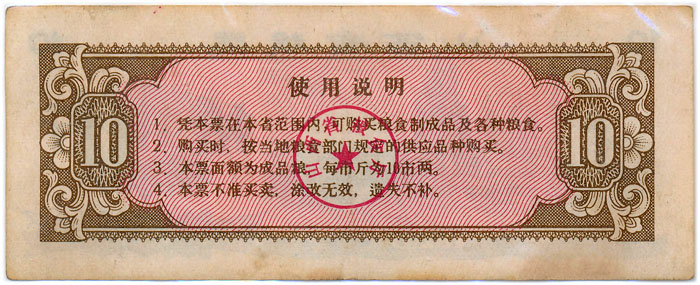 使用说明
10
10
1．凭本票在本省范围内，可购买粮食制成品及各种粮食。
2．购买时，按当地粮食部门规定的供应品种购买。
3．本票面额为成品粮，每市斤为10市两。
4．本票不准买卖，涂改无效，遗失不补。